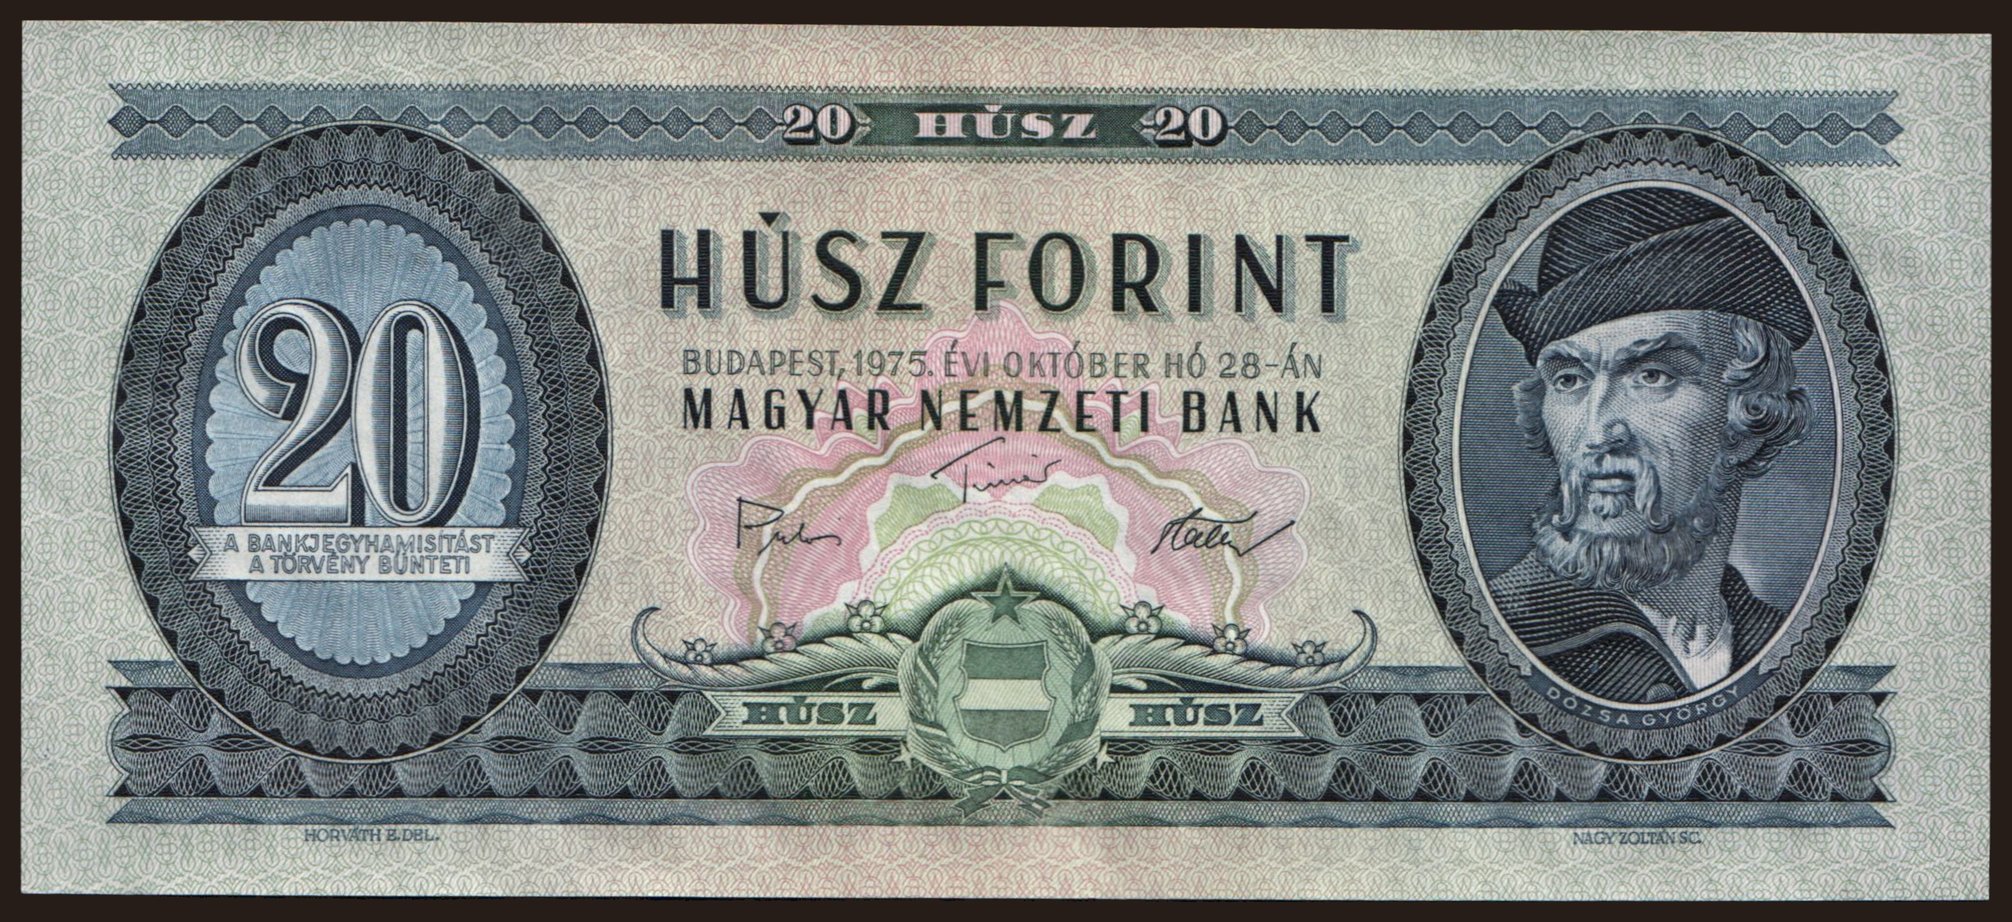 20 HÚSZ 20
HÚSZ FORINT
BUDAPEST, 1975. ÉVI OKTÓBER HÓ 28-ÁN
MAGYAR NEMZETI BANK
20
A BANKJEGYHAMISÍTÁST
A TÖRVÉNY BÜNTETI
DÓZSA GYÖRGY
HÚSZ HÚSZ
HORVÁTH E. DEL.
NAGY ZOLTÁN SC.